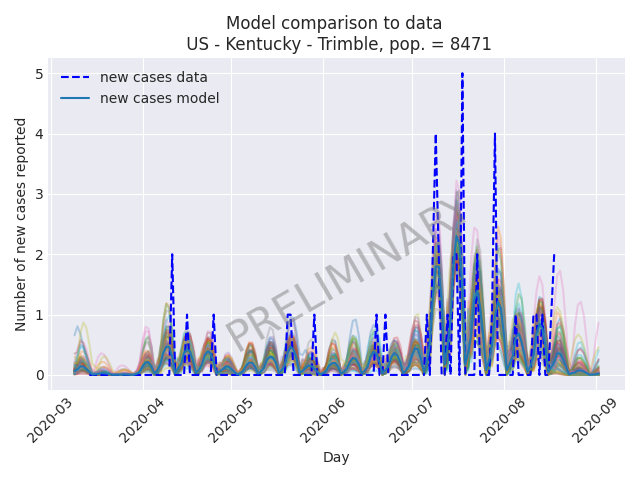 Model comparison to data
US - Kentucky - Trimble, pop. = 8471
new cases data
new cases model
Number of new cases reported
5
4
3
2
1
0
PRELIMINARY
2020-03
2020-04
2020-05
2020-06
2020-07
2020-08
2020-09
Day